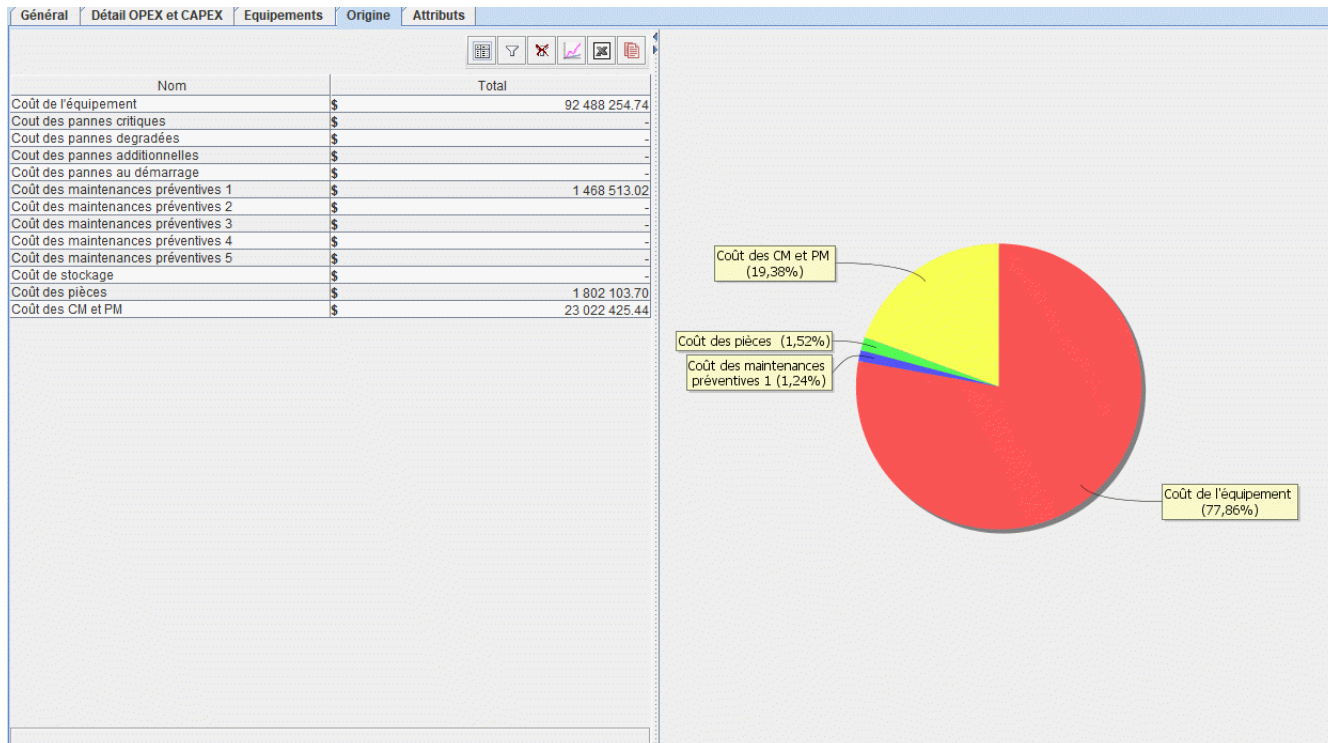 Général Détail OPEX et CAPEX Equipements Origine Attributs
Nom Total
Coût de l'équipement $ 92 488 254.74
Cout des pannes critiques $ -
Cout des pannes degradées $ -
Cout des pannes additionnelles $ -
Coût des pannes au démarrage $ -
Coût des maintenances préventives 1 $ 1 468 513.02
Coût des maintenances préventives 2 $ -
Coût des maintenances préventives 3 $ -
Coût des maintenances préventives 4 $ -
Coût des maintenances préventives 5 $ -
Coût de stockage $ -
Coût des pièces $ 1 802 103.70
Coût des CM et PM $ 23 022 425.44
Coût des CM et PM
(19,38%)
Coût des pièces (1,52%)
Coût des maintenances
préventives 1 (1,24%)
Coût de l'équipement
(77,86%)